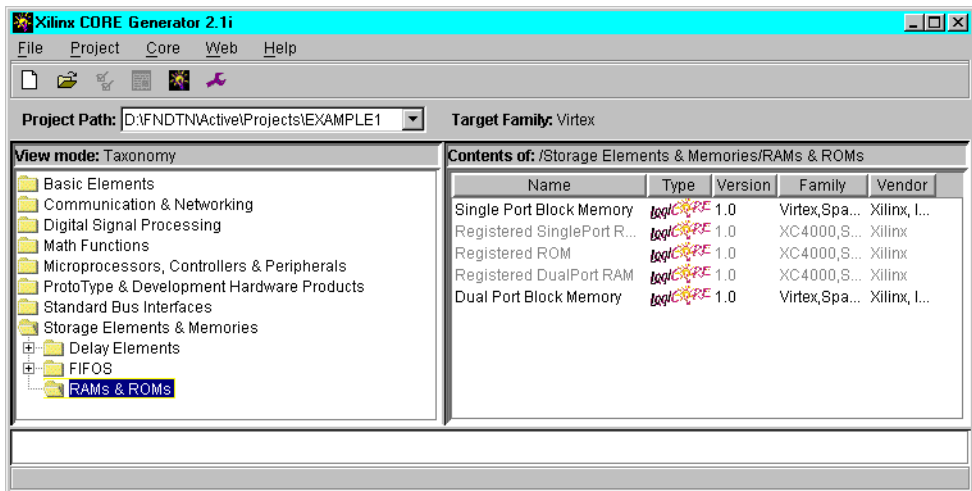 Xilinx CORE Generator 2.1i
File Project Core Web Help
Project Path: D:\FNDTN\Active\Projects\EXAMPLE1 Target Family: Virtex
View mode: Taxonomy
Basic Elements
Communication & Networking
Digital Signal Processing
Math Functions
Microprocessors, Controllers & Peripherals
ProtoType & Development Hardware Products
Standard Bus Interfaces
Storage Elements & Memories
Delay Elements
FIFOS
RAMs & ROMs
Contents of: /Storage Elements & Memories/RAMs & ROMs
Name Type Version Family Vendor
Single Port Block Memory logiCORE 1.0 Virtex,Spa... Xilinx, I...
Registered SinglePort R... logiCORE 1.0 XC4000,S... Xilinx
Registered ROM logiCORE 1.0 XC4000,S... Xilinx
Registered DualPort RAM logiCORE 1.0 XC4000,S... Xilinx
Dual Port Block Memory logiCORE 1.0 Virtex,Spa... Xilinx, I...